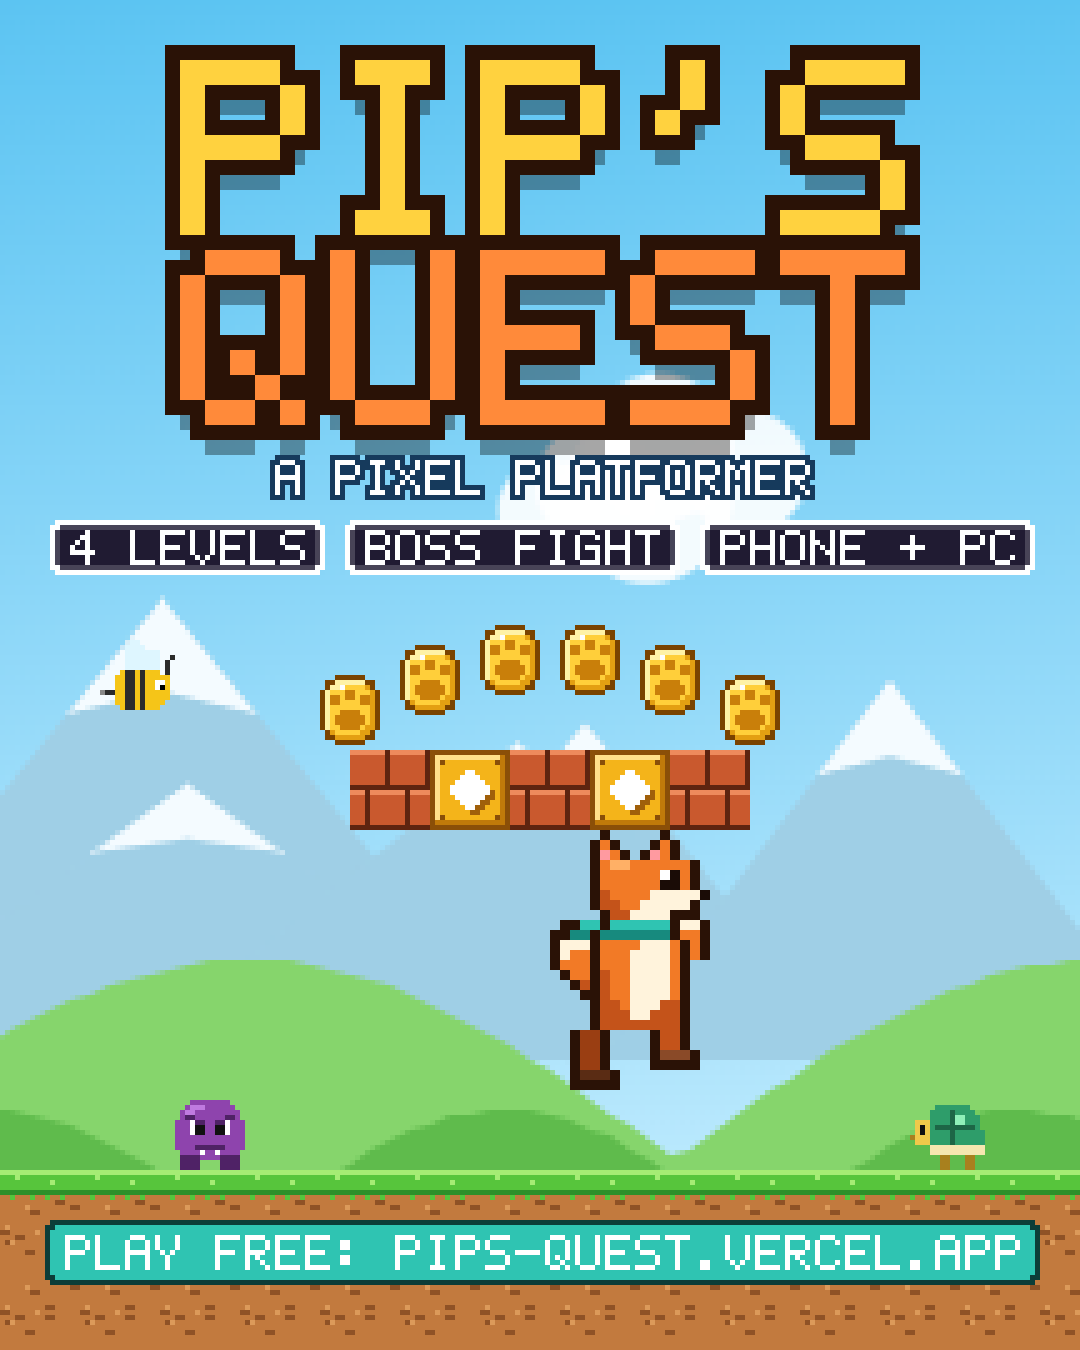 PIP'S
QUEST
A PIXEL PLATFORMER
4 LEVELS BOSS FIGHT PHONE + PC
PLAY FREE: PIPS-QUEST.VERCEL.APP